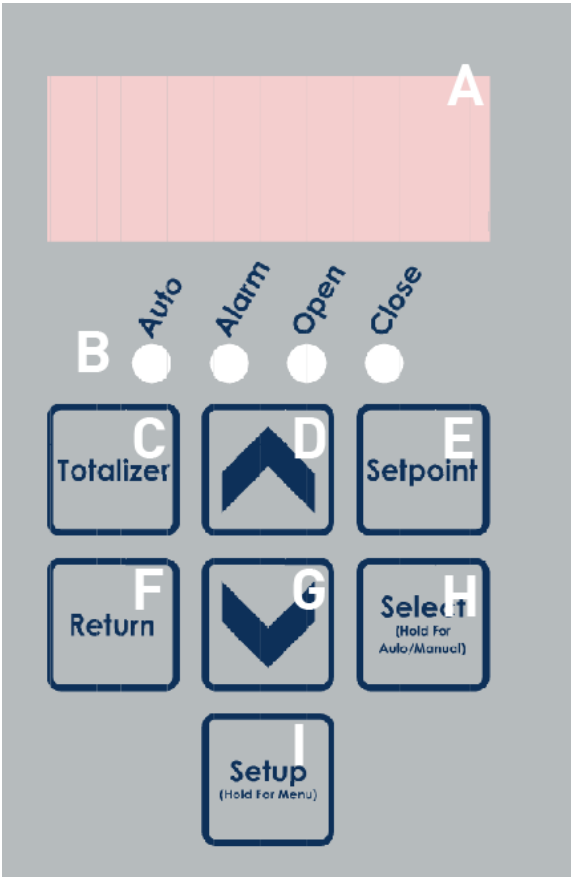 A
Auto Alarm Open Close
B
C D E
Totalizer Setpoint
F G H
Return Select
(Hold For
Auto/Manual)
I
Setup
(Hold For Menu)